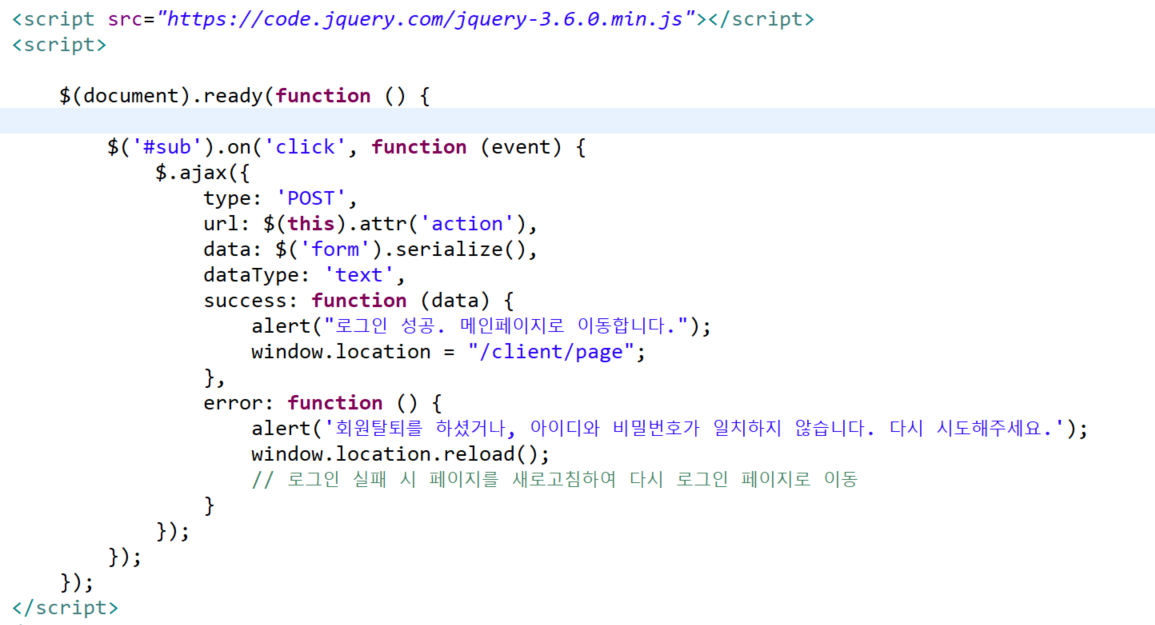 <script src="https://code.jquery.com/jquery-3.6.0.min.js"></script>
<script>
$(document).ready(function () {
$('#sub').on('click', function (event) {
$.ajax({
type: 'POST',
url: $(this).attr('action'),
data: $('form').serialize(),
dataType: 'text',
success: function (data) {
alert("로그인 성공. 메인페이지로 이동합니다.");
window.location = "/client/page";
},
error: function () {
alert('회원탈퇴를 하셨거나, 아이디와 비밀번호가 일치하지 않습니다. 다시 시도해주세요.');
window.location.reload();
// 로그인 실패 시 페이지를 새로고침하여 다시 로그인 페이지로 이동
}
});
});
});
</script>